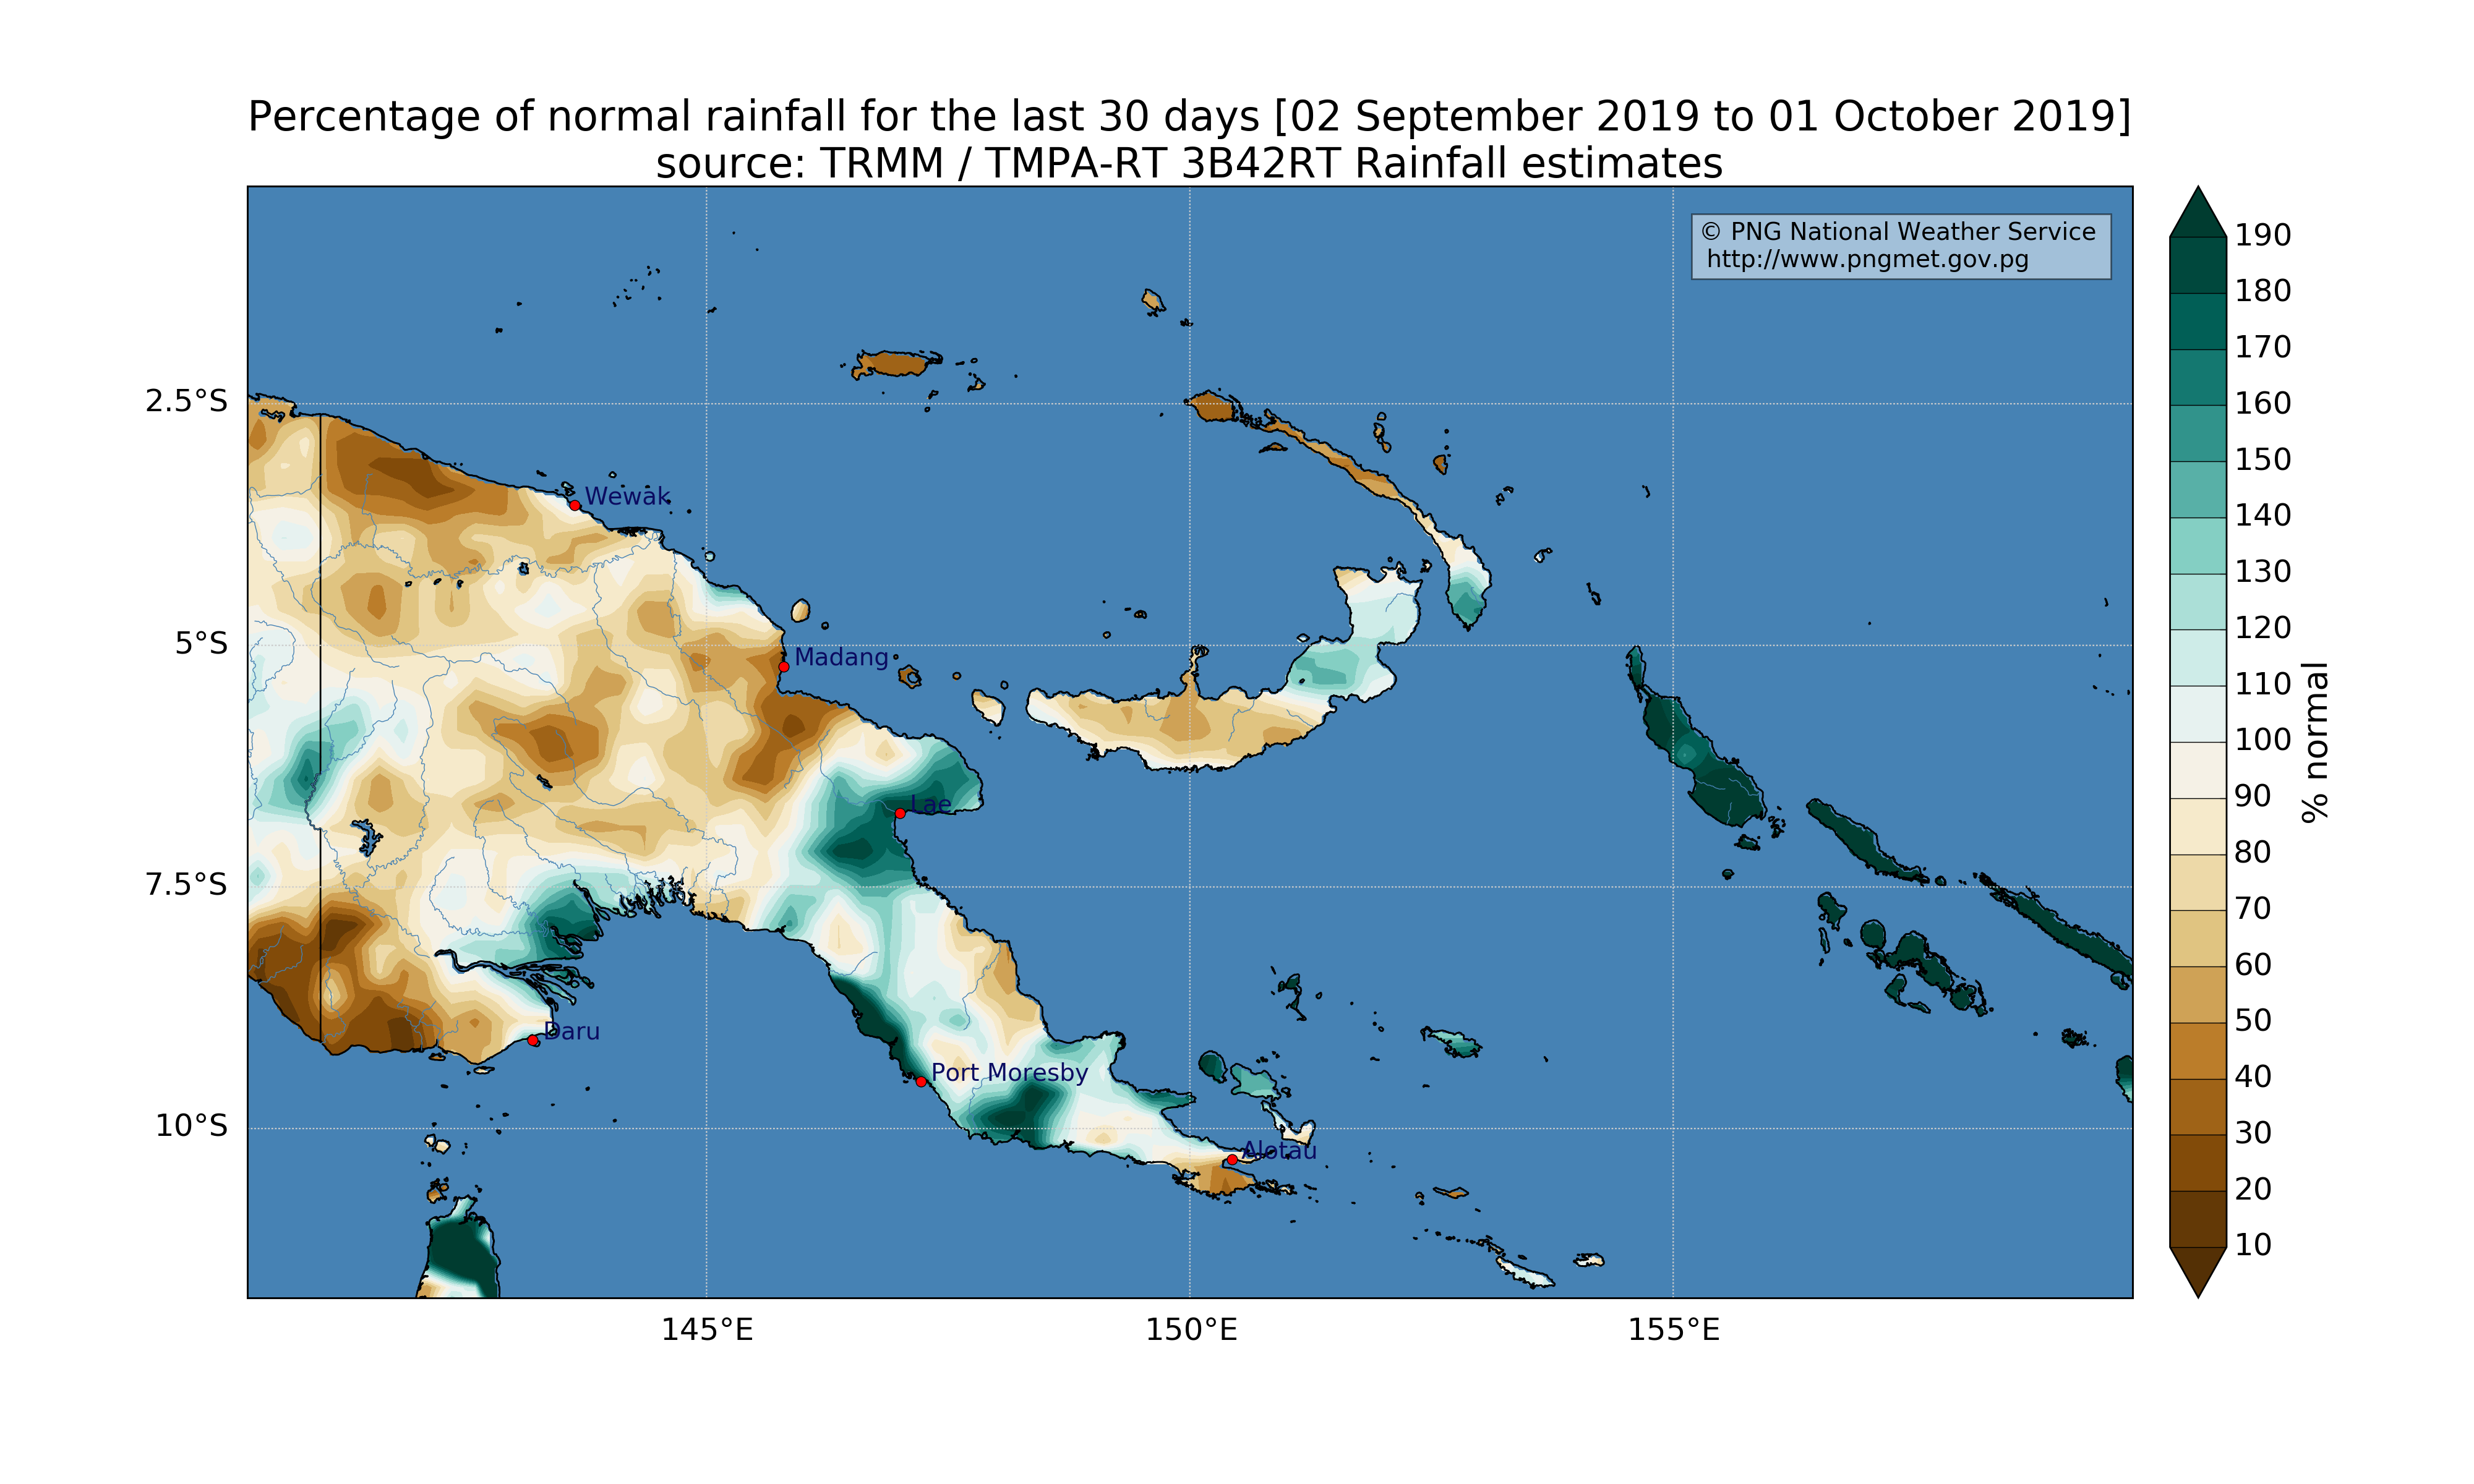 Percentage of normal rainfall for the last 30 days [02 September 2019 to 01 October 2019]
source: TRMM / TMPA-RT 3B42RT Rainfall estimates
© PNG National Weather Service
http://www.pngmet.gov.pg
190
180
170
160
150
140
130
120
110
100
90
80
70
60
50
40
30
20
10
% normal
2.5°S
5°S
7.5°S
10°S
Wewak
Madang
Lae
Daru
Port Moresby
Alotau
145°E
150°E
155°E